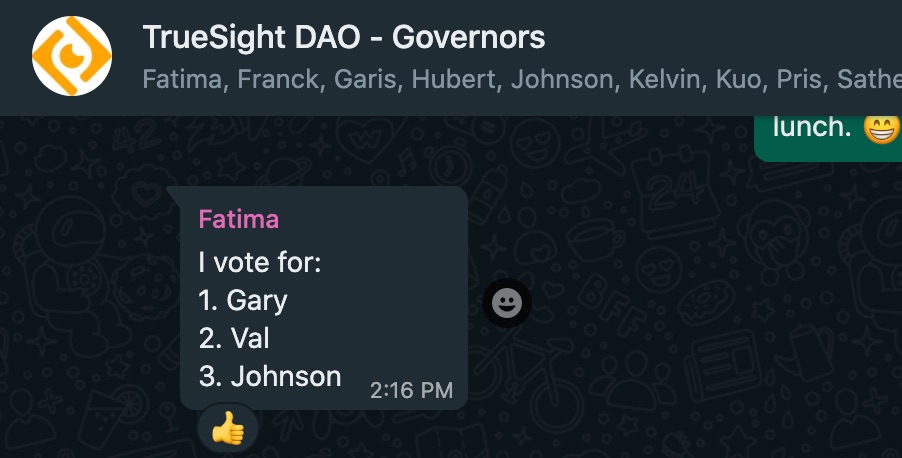 TrueSight DAO - Governors
Fatima, Franck, Garis, Hubert, Johnson, Kelvin, Kuo, Pris, Sathe
lunch. 😁
Fatima
I vote for:
1. Gary
2. Val
3. Johnson
2:16 PM
👍